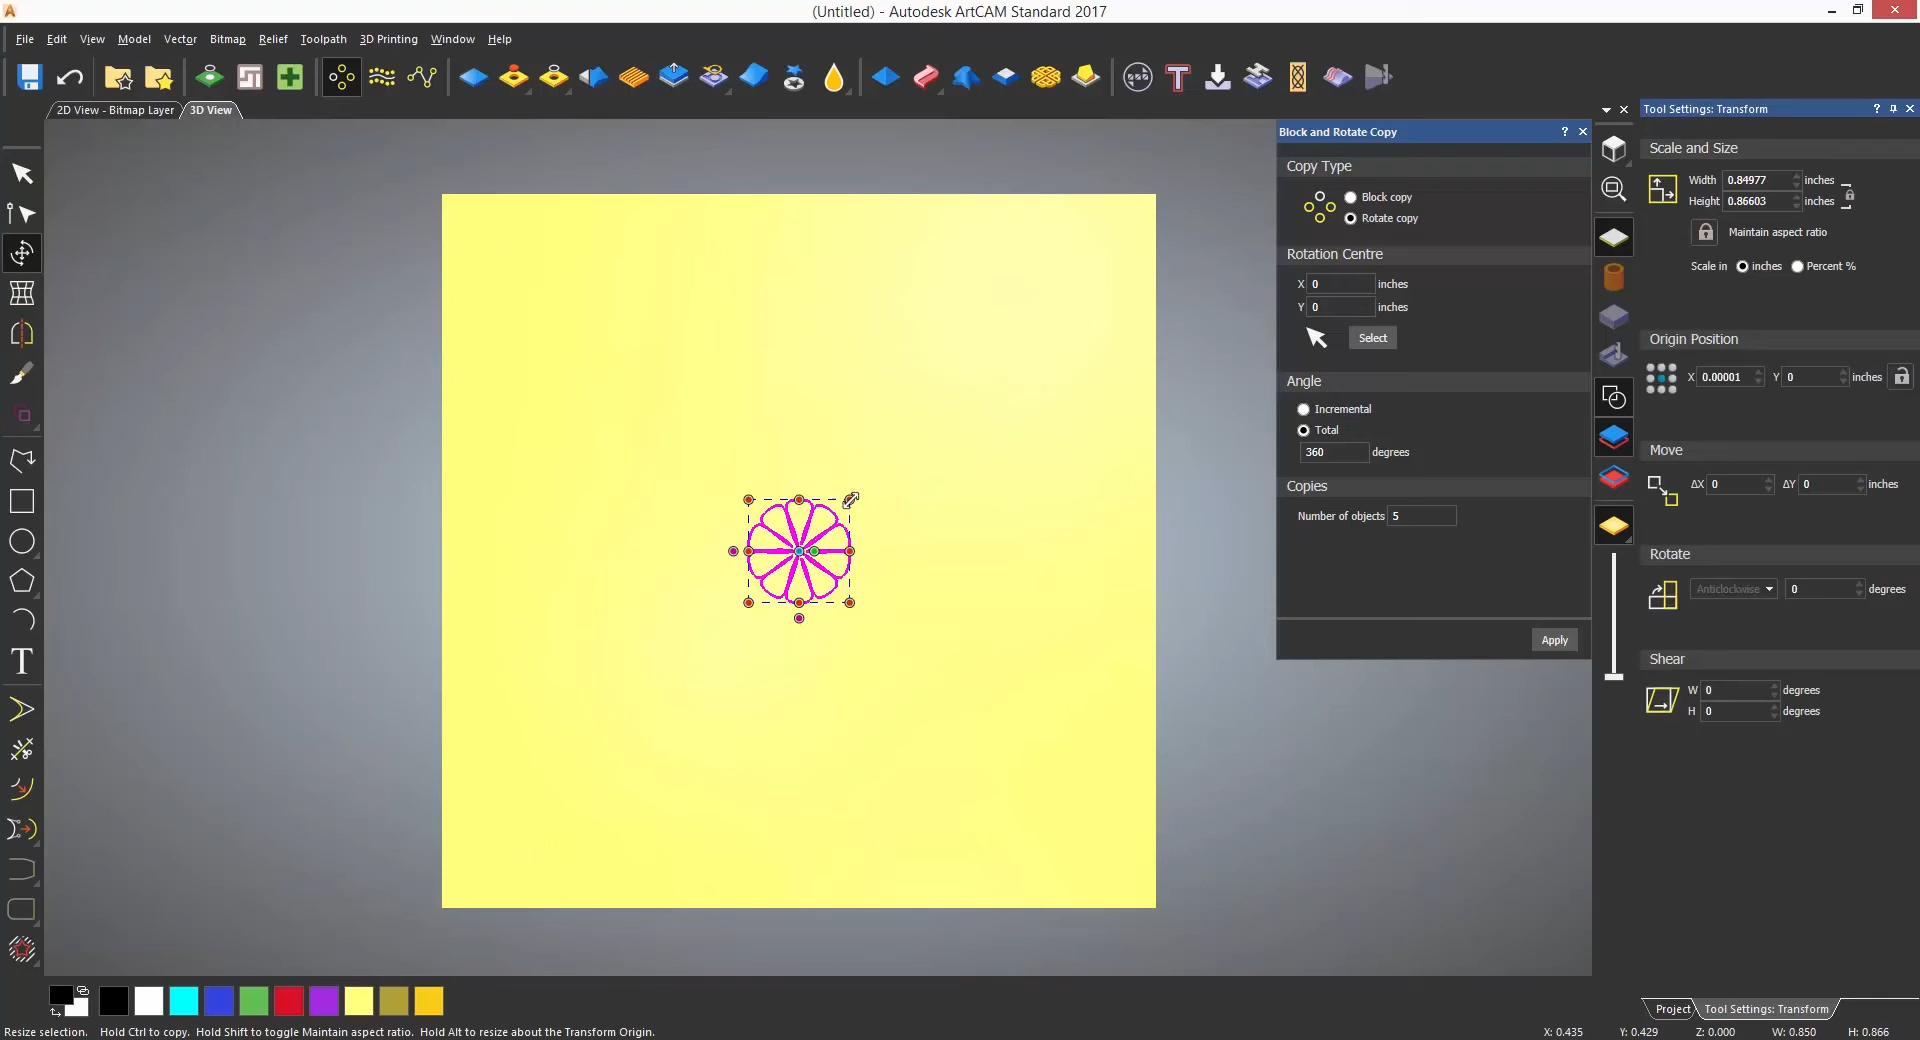 (Untitled) - Autodesk ArtCAM Standard 2017
File Edit View Model Vector Bitmap Relief Toolpath 3D Printing Window Help
2D View - Bitmap Layer 3D View
Block and Rotate Copy ?
Copy Type
Block copy
Rotate copy
Rotation Centre
X 0 inches
Y 0 inches
Select
Angle
Incremental
Total
360 degrees
Copies
Number of objects 5
Apply
Tool Settings: Transform ?
Scale and Size
Width 0.84977 inches
Height 0.86603 inches
Maintain aspect ratio
Scale in inches Percent %
Origin Position
X 0.00001 Y 0 inches
Move
ΔX 0 ΔY 0 inches
Rotate
Anticlockwise 0 degrees
Shear
W 0 degrees
H 0 degrees
Project Tool Settings: Transform
Resize selection. Hold Ctrl to copy. Hold Shift to toggle Maintain aspect ratio. Hold Alt to resize about the Transform Origin.
X: 0.435 Y: 0.429 Z: 0.000 W: 0.850 H: 0.866